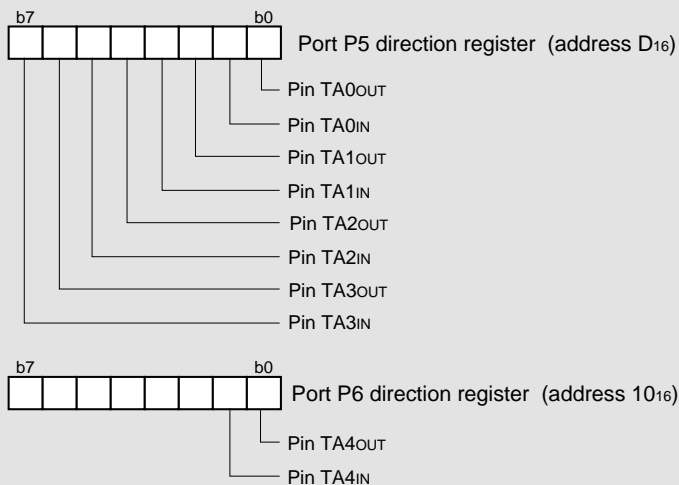 b7 b0
Port P5 direction register (address D16)
Pin TA0OUT
Pin TA0IN
Pin TA1OUT
Pin TA1IN
Pin TA2OUT
Pin TA2IN
Pin TA3OUT
Pin TA3IN
b7 b0
Port P6 direction register (address 1016)
Pin TA4OUT
Pin TA4IN